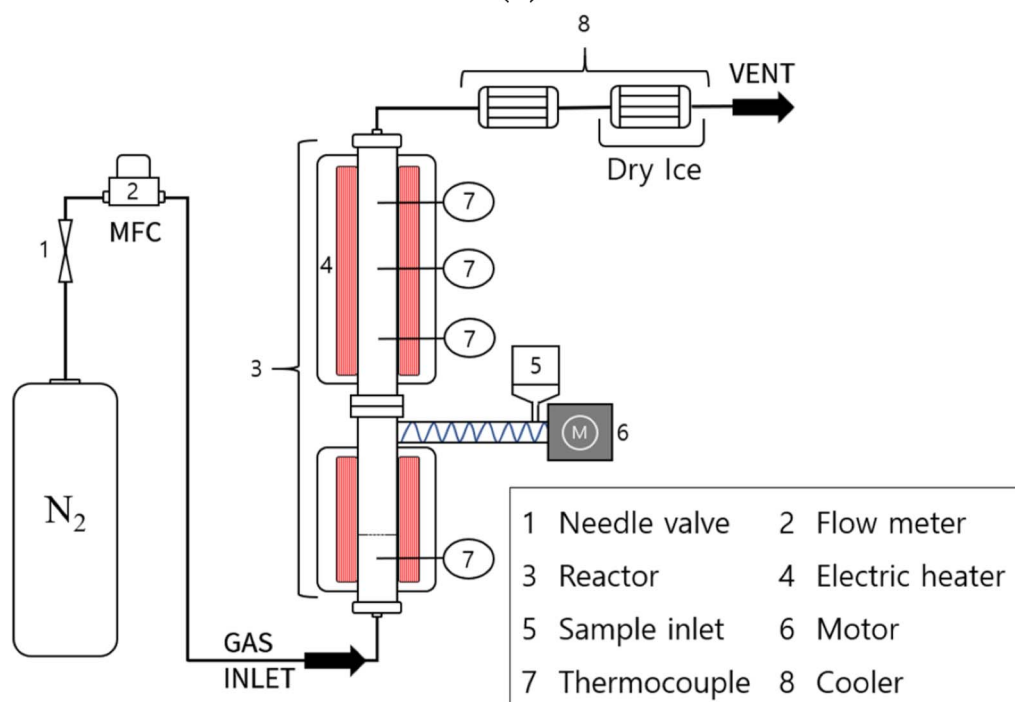 8
VENT
Dry Ice
2
MFC
1
7
4
7
7
3
5
M
6
N2
7
GAS
INLET
1 Needle valve 2 Flow meter
3 Reactor 4 Electric heater
5 Sample inlet 6 Motor
7 Thermocouple 8 Cooler